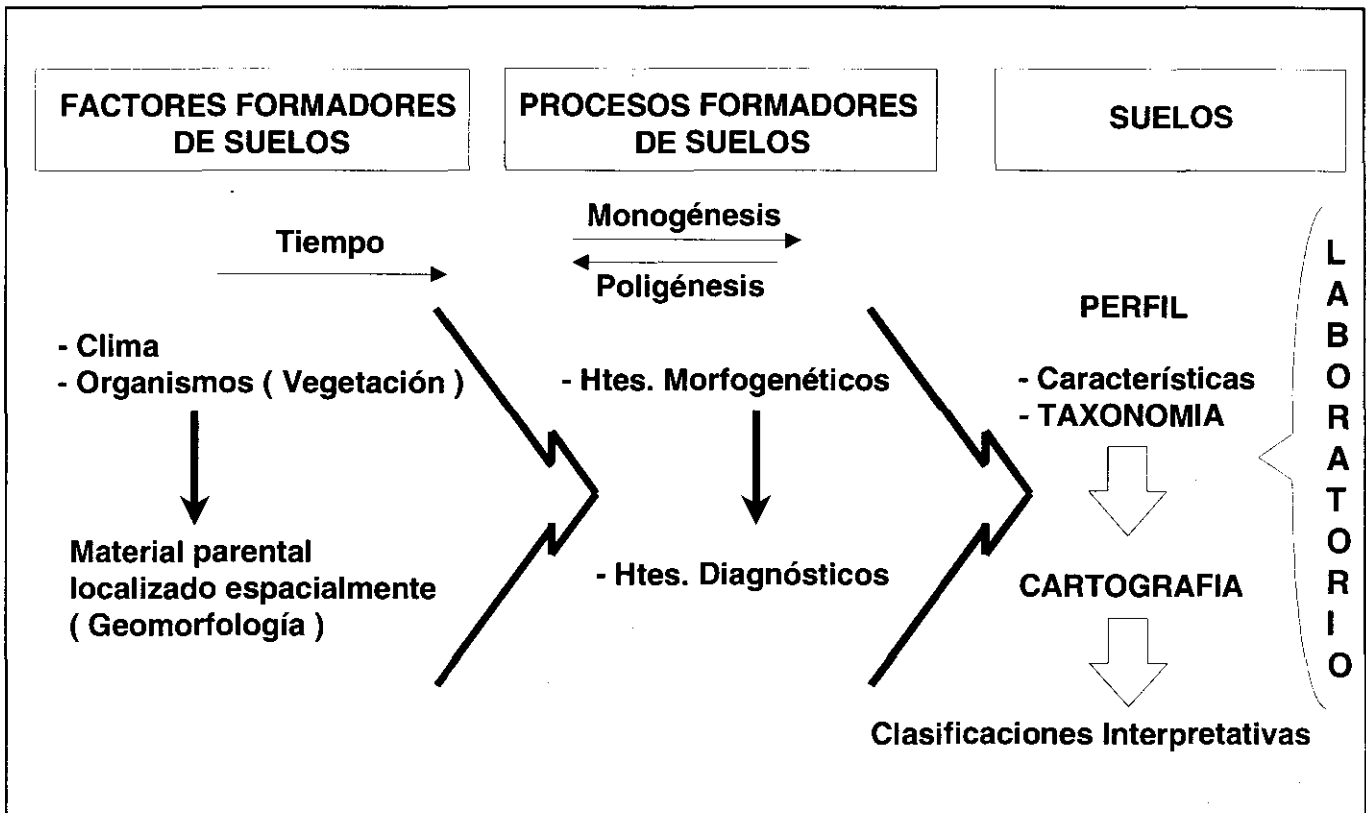 FACTORES FORMADORES
DE SUELOS
PROCESOS FORMADORES
DE SUELOS
SUELOS
Tiempo
- Clima
- Organismos ( Vegetación )
Material parental
localizado espacialmente
( Geomorfología )
Monogénesis
Poligénesis
- Htes. Morfogenéticos
- Htes. Diagnósticos
PERFIL
- Características
- TAXONOMIA
CARTOGRAFIA
Clasificaciones Interpretativas
LABORATORIO